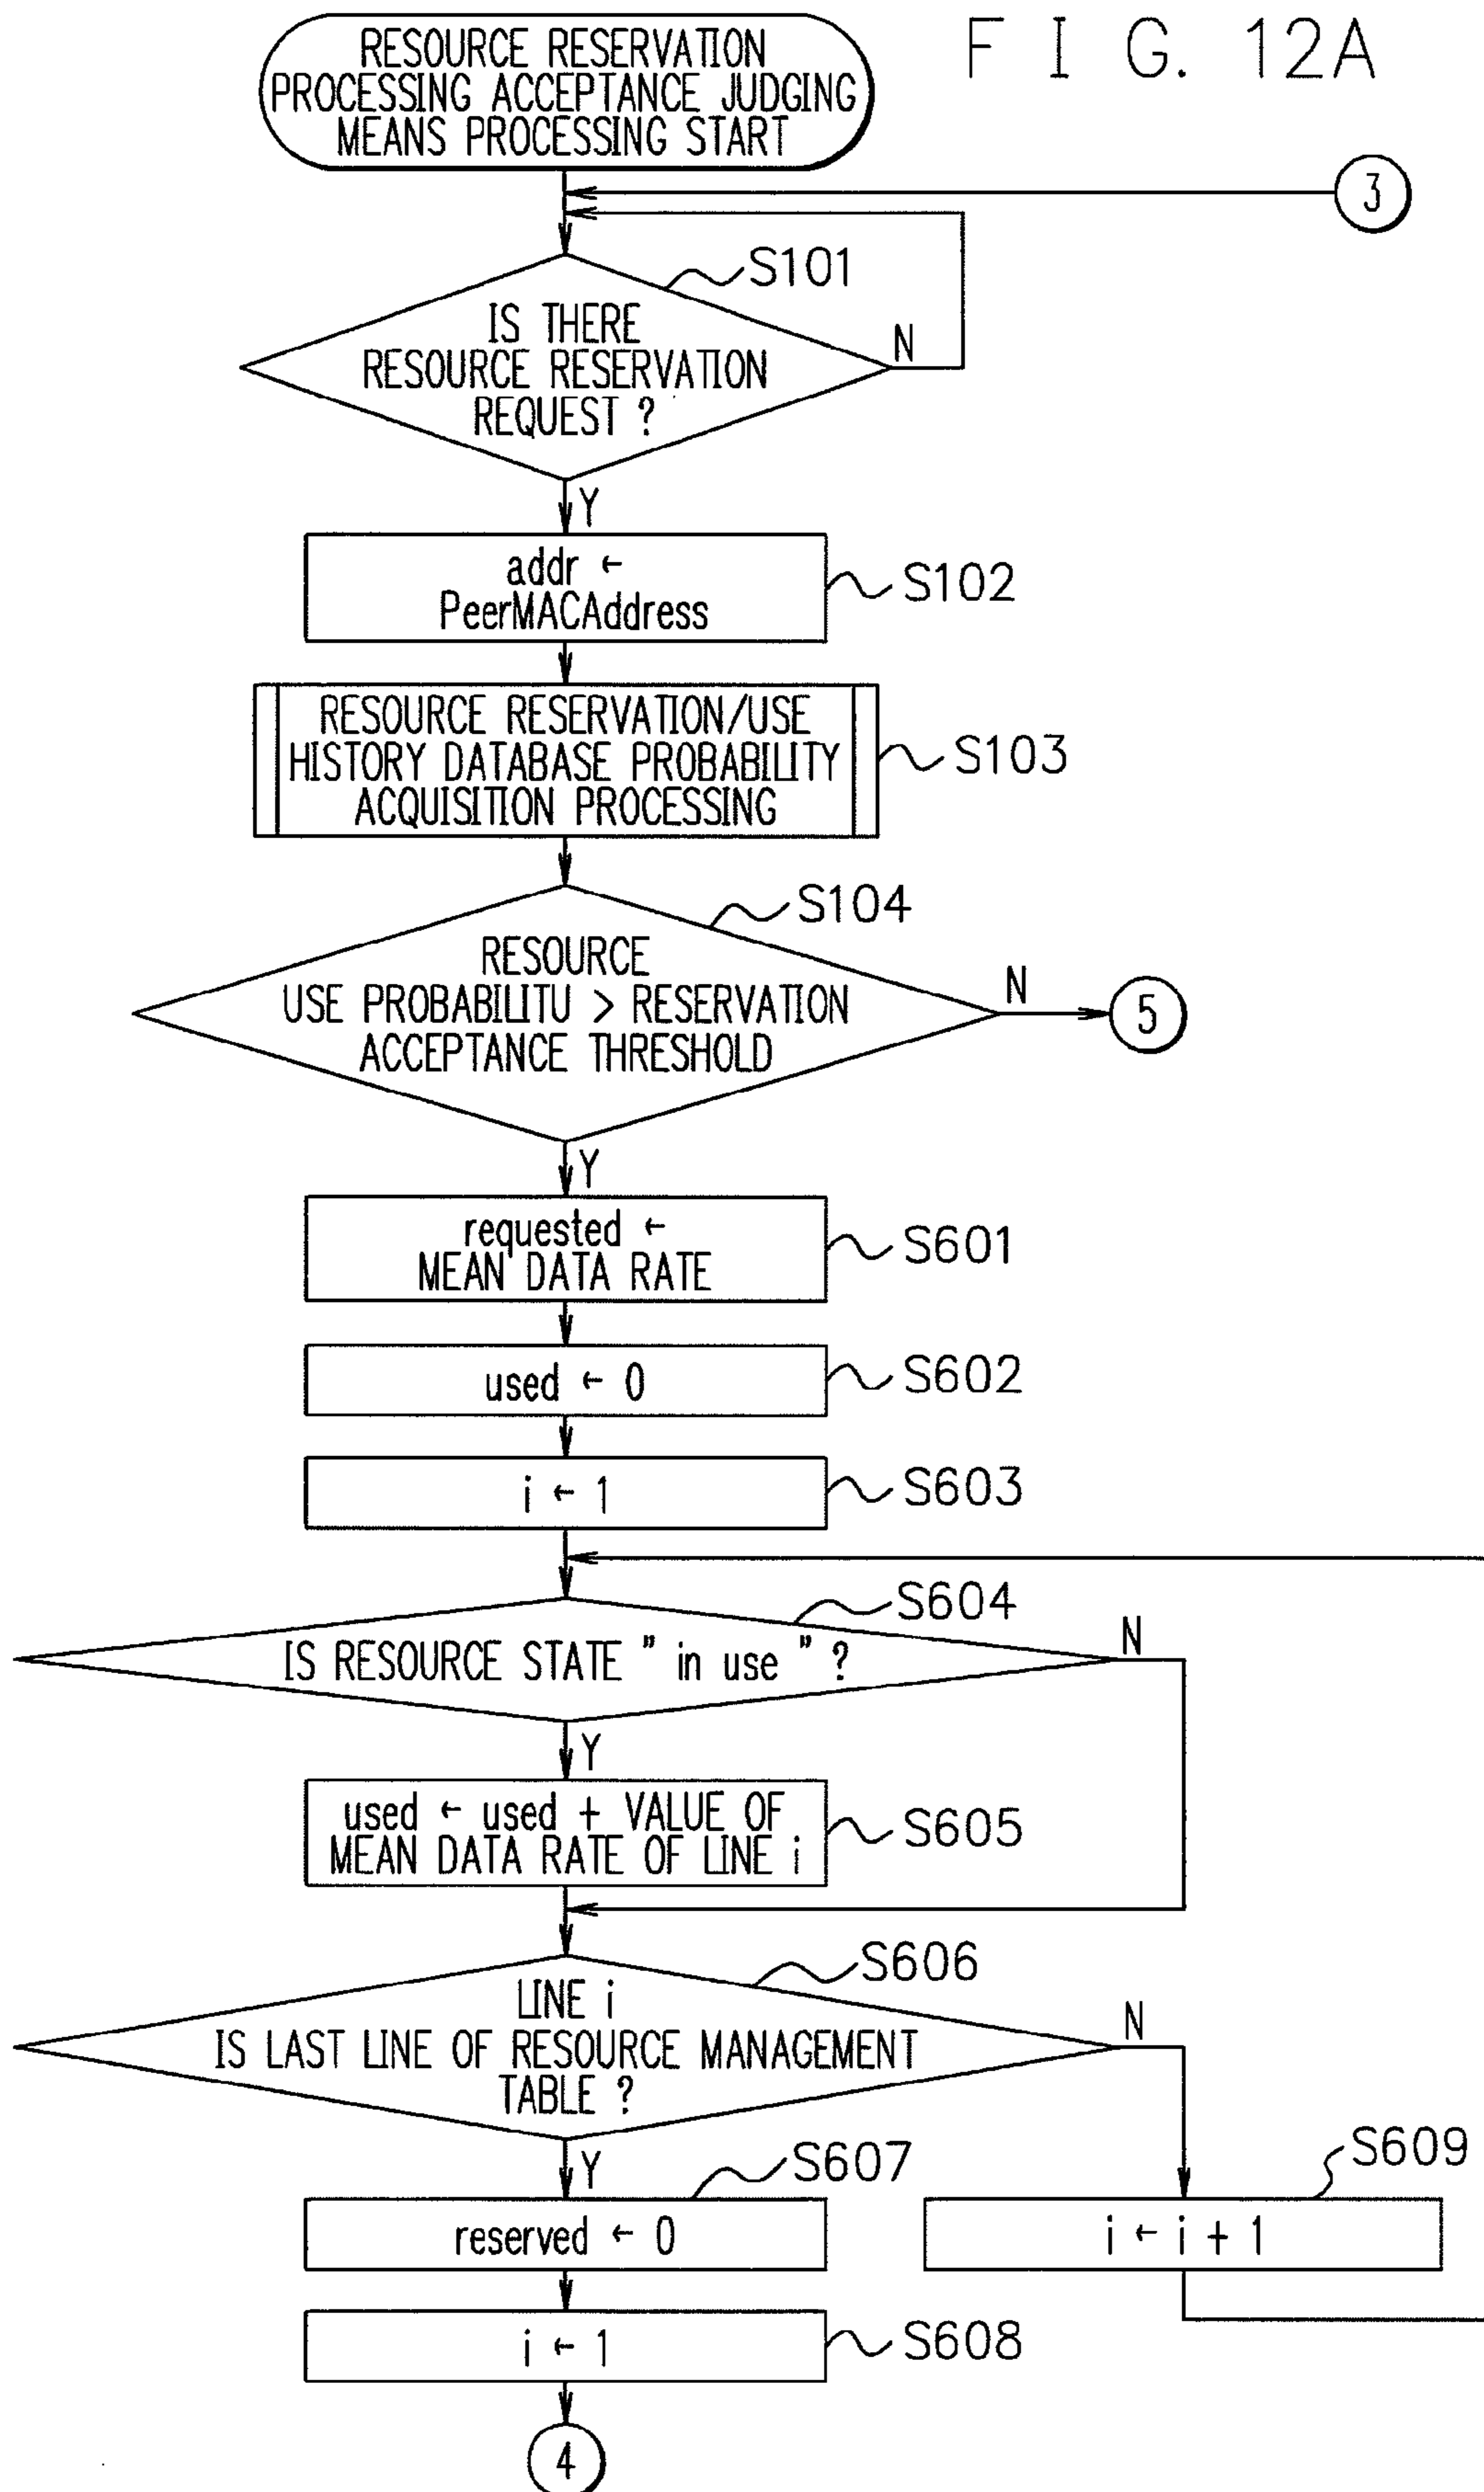 F I G. 12A
RESOURCE RESERVATION
PROCESSING ACCEPTANCE JUDGING
MEANS PROCESSING START
3
S101
IS THERE
RESOURCE RESERVATION
REQUEST ?
N
Y
addr ←
PeerMACAddress
S102
RESOURCE RESERVATION/USE
HISTORY DATABASE PROBABILITY
ACQUISITION PROCESSING
S103
S104
RESOURCE
USE PROBABILITU > RESERVATION
ACCEPTANCE THRESHOLD
N
5
Y
requested ←
MEAN DATA RATE
S601
used ← 0
S602
i ← 1
S603
S604
IS RESOURCE STATE " in use " ?
N
Y
used ← used + VALUE OF
MEAN DATA RATE OF LINE i
S605
S606
LINE i
IS LAST LINE OF RESOURCE MANAGEMENT
TABLE ?
N
Y
S607
reserved ← 0
S609
i ← i + 1
i ← 1
S608
4